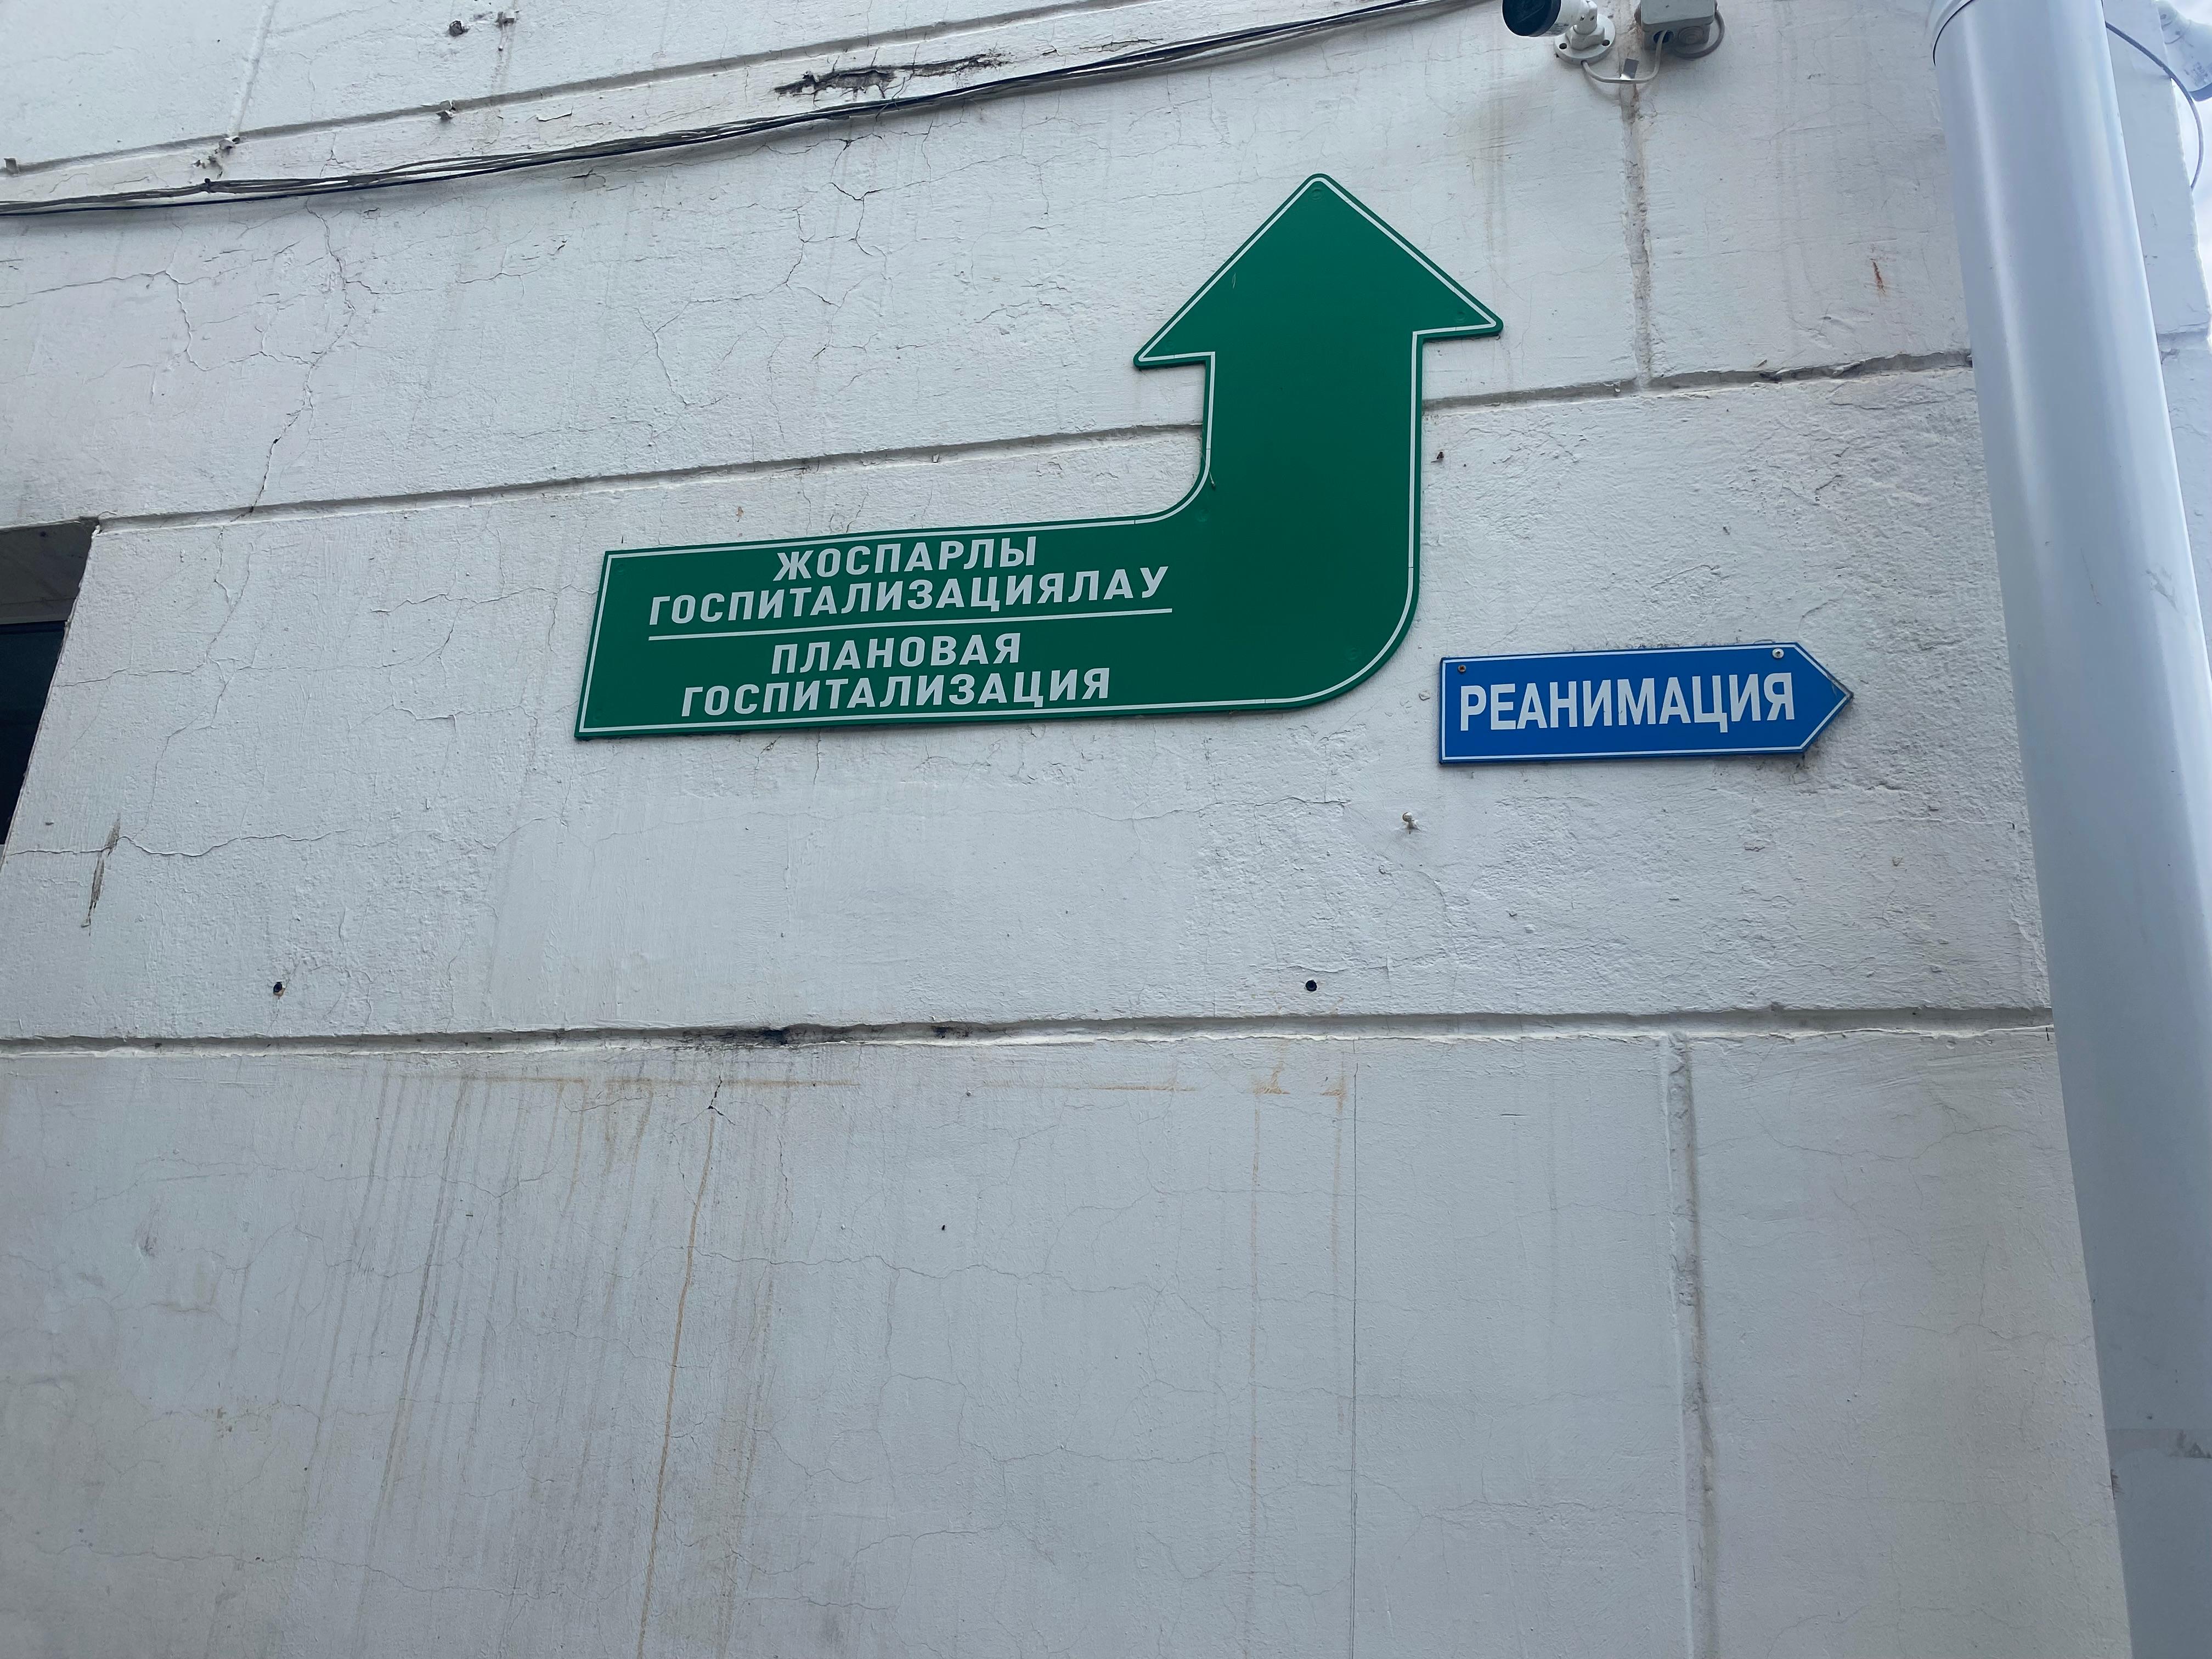 ЖОСПАРЛЫ
ГОСПИТАЛИЗАЦИЯЛАУ
ПЛАНОВАЯ
ГОСПИТАЛИЗАЦИЯ
РЕАНИМАЦИЯ